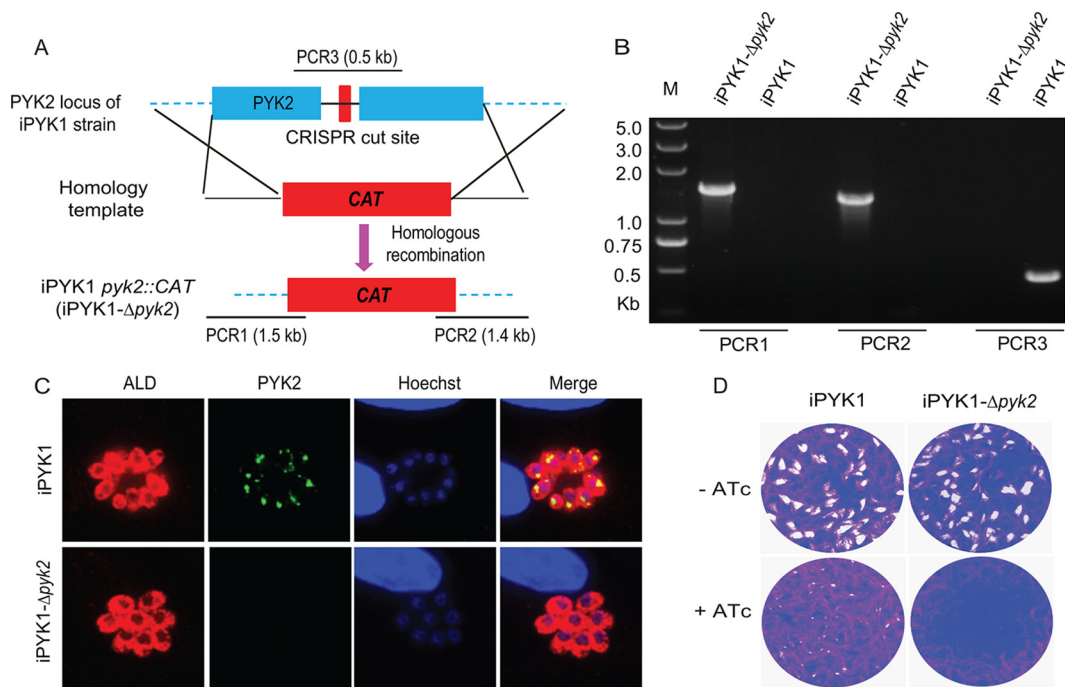 A
PCR3 (0.5 kb)
PYK2 locus of
iPYK1 strain
PYK2
CRISPR cut site
Homology
template
CAT
Homologous
recombination
iPYK1 pyk2::CAT
(iPYK1-Δpyk2)
CAT
PCR1 (1.5 kb)
PCR2 (1.4 kb)
B
M
iPYK1-Δpyk2
iPYK1
iPYK1-Δpyk2
iPYK1
iPYK1-Δpyk2
iPYK1
5.0
3.0
2.0
1.0
0.75
0.5
Kb
PCR1
PCR2
PCR3
C
ALD
PYK2
Hoechst
Merge
iPYK1
iPYK1-Δpyk2
D
iPYK1
iPYK1-Δpyk2
- ATc
+ ATc